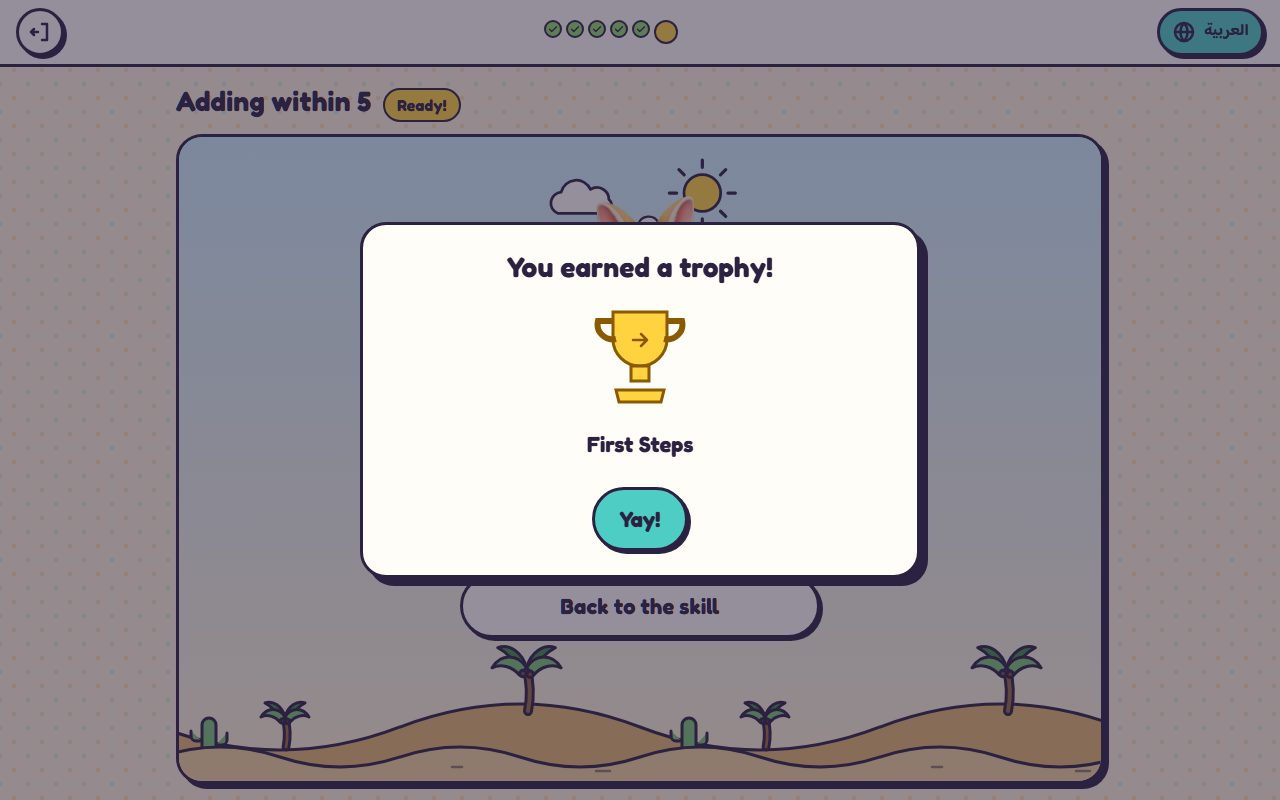 العربية
Adding within 5
Ready!
You earned a trophy!
First Steps
Yay!
Back to the skill